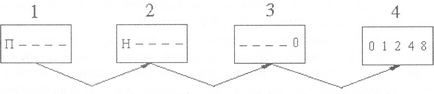 1 2 3 4
П – – – – Н – – – – – – – – 0 0 1 2 4 8